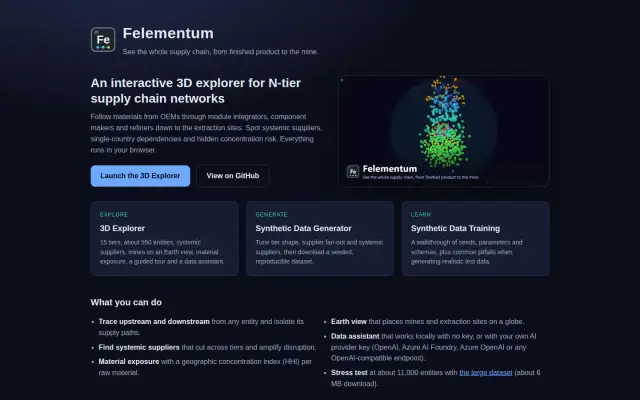 Fe
Felementum
See the whole supply chain, from finished product to the mine.
An interactive 3D explorer for N-tier
supply chain networks
Follow materials from OEMs through module integrators, component
makers and refiners down to the extraction sites. Spot systemic suppliers,
single-country dependencies and hidden concentration risk. Everything
runs in your browser.
Launch the 3D Explorer
View on GitHub
Fe
Felementum
See the whole supply chain, from finished product to the mine.
EXPLORE
3D Explorer
15 tiers, about 550 entities, systemic
suppliers, mines on an Earth view, material
exposure, a guided tour and a data assistant.
GENERATE
Synthetic Data Generator
Tune tier shape, supplier fan-out and systemic
suppliers, then download a seeded,
reproducible dataset.
LEARN
Synthetic Data Training
A walkthrough of seeds, parameters and
schemas, plus common pitfalls when
generating realistic test data.
What you can do
• Trace upstream and downstream from any entity and isolate its
supply paths.
• Find systemic suppliers that cut across tiers and amplify disruption.
• Material exposure with a geographic concentration index (HHI) per
raw material.
• Earth view that places mines and extraction sites on a globe.
• Data assistant that works locally with no key, or with your own AI
provider key (OpenAI, Azure AI Foundry, Azure OpenAI or any
OpenAI-compatible endpoint).
• Stress test at about 11,000 entities with the large dataset (about 6
MB download).